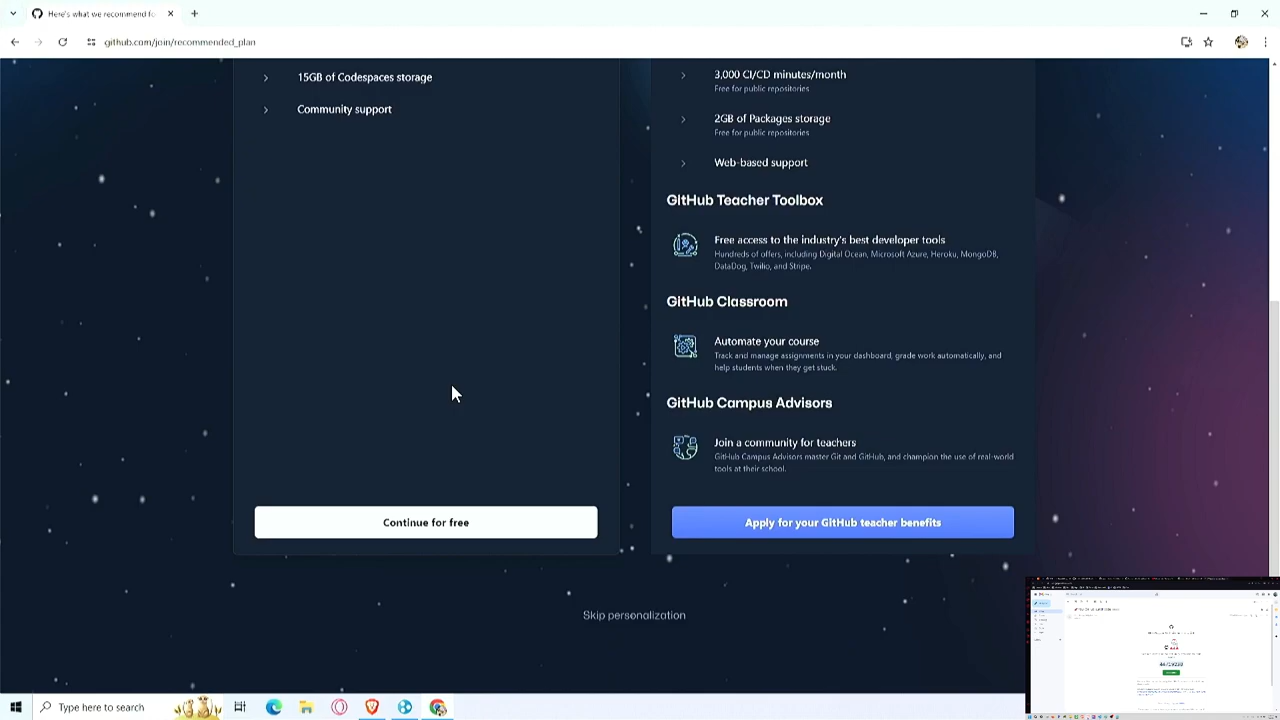 Here's what we recommend fo
github.com/join/recommended_plan
15GB of Codespaces storage
Community support
3,000 CI/CD minutes/month
Free for public repositories
2GB of Packages storage
Free for public repositories
Web-based support
GitHub Teacher Toolbox
Free access to the industry's best developer tools
Hundreds of offers, including Digital Ocean, Microsoft Azure, Heroku, MongoDB,
DataDog, Twilio, and Stripe.
GitHub Classroom
Automate your course
Track and manage assignments in your dashboard, grade work automatically, and
help students when they get stuck.
GitHub Campus Advisors
Join a community for teachers
GitHub Campus Advisors master Git and GitHub, and champion the use of real-world
tools at their school.
Continue for free
Apply for your GitHub teacher benefits
Skip personalization
Type here to search